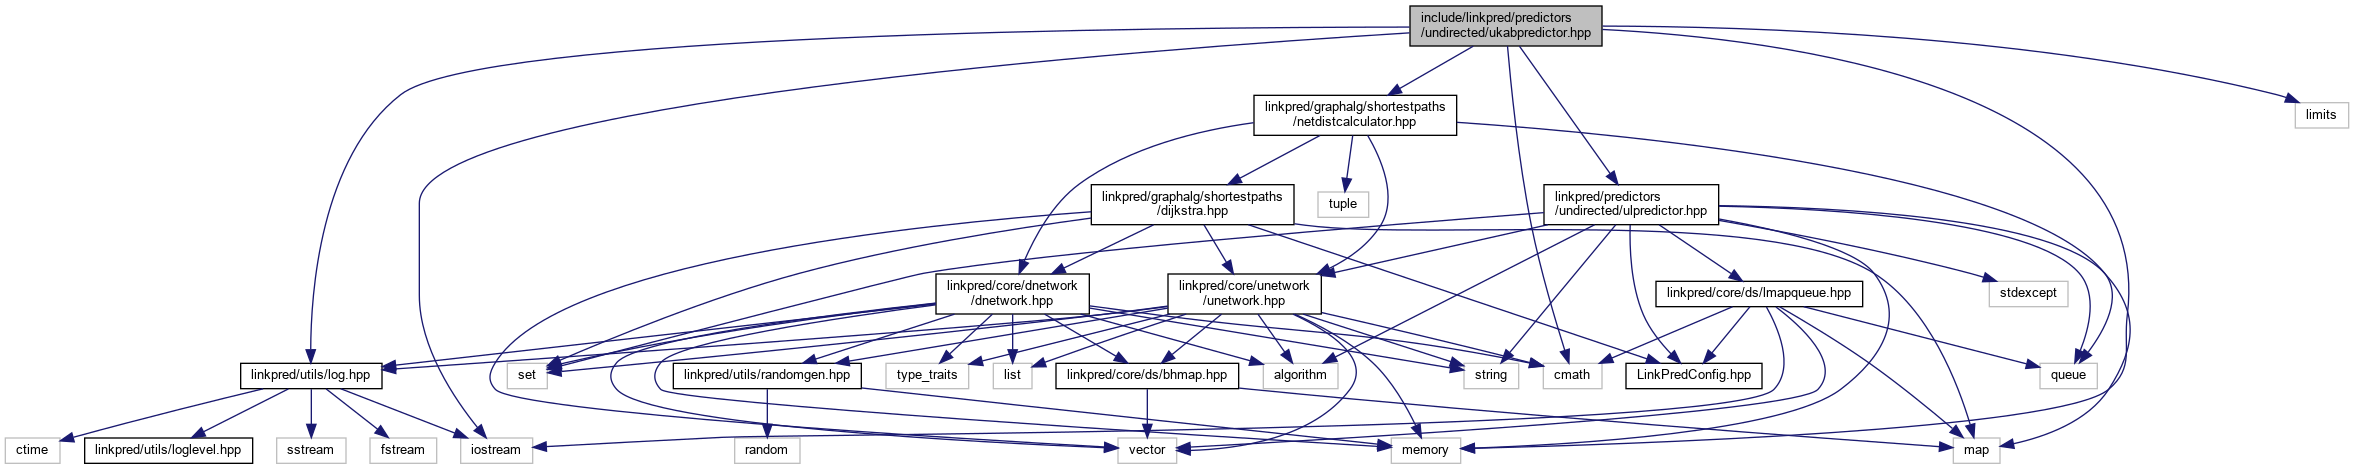 include/linkpred/predictors
/undirected/ukabpredictor.hpp
linkpred/graphalg/shortestpaths
/netdistcalculator.hpp
limits
linkpred/graphalg/shortestpaths
/dijkstra.hpp
tuple
linkpred/predictors
/undirected/ulpredictor.hpp
linkpred/core/dnetwork
/dnetwork.hpp
linkpred/core/unetwork
/unetwork.hpp
linkpred/core/ds/lmapqueue.hpp
stdexcept
linkpred/utils/log.hpp
set
linkpred/utils/randomgen.hpp
type_traits
list
linkpred/core/ds/bhmap.hpp
algorithm
string
cmath
LinkPredConfig.hpp
queue
ctime
linkpred/utils/loglevel.hpp
sstream
fstream
iostream
random
vector
memory
map